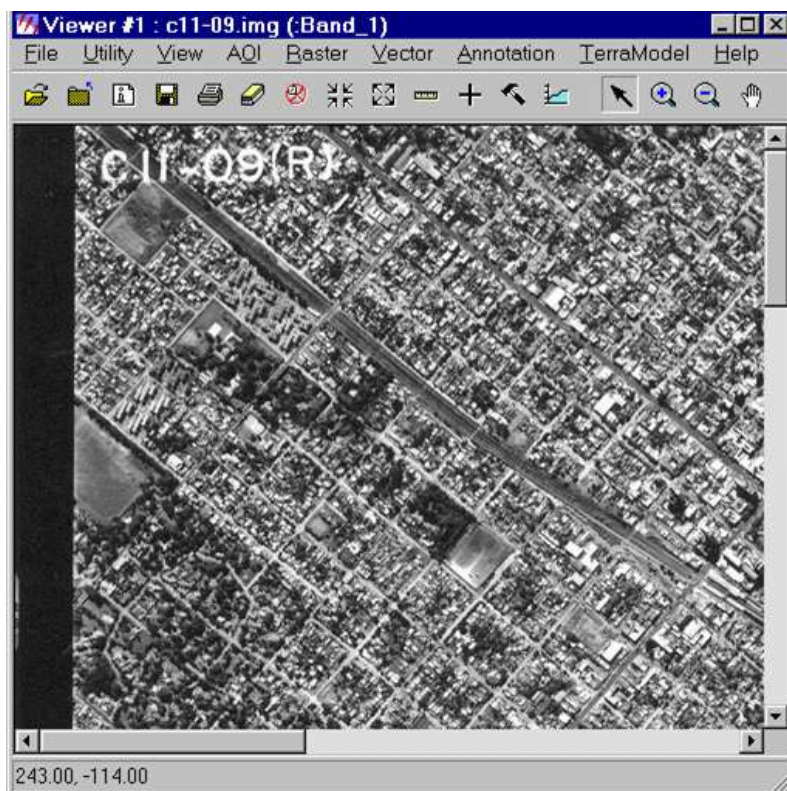 Viewer #1 : c11-09.img (:Band_1)
File Utility View AOI Raster Vector Annotation TerraModel Help
C11-09(R)
243.00, -114.00